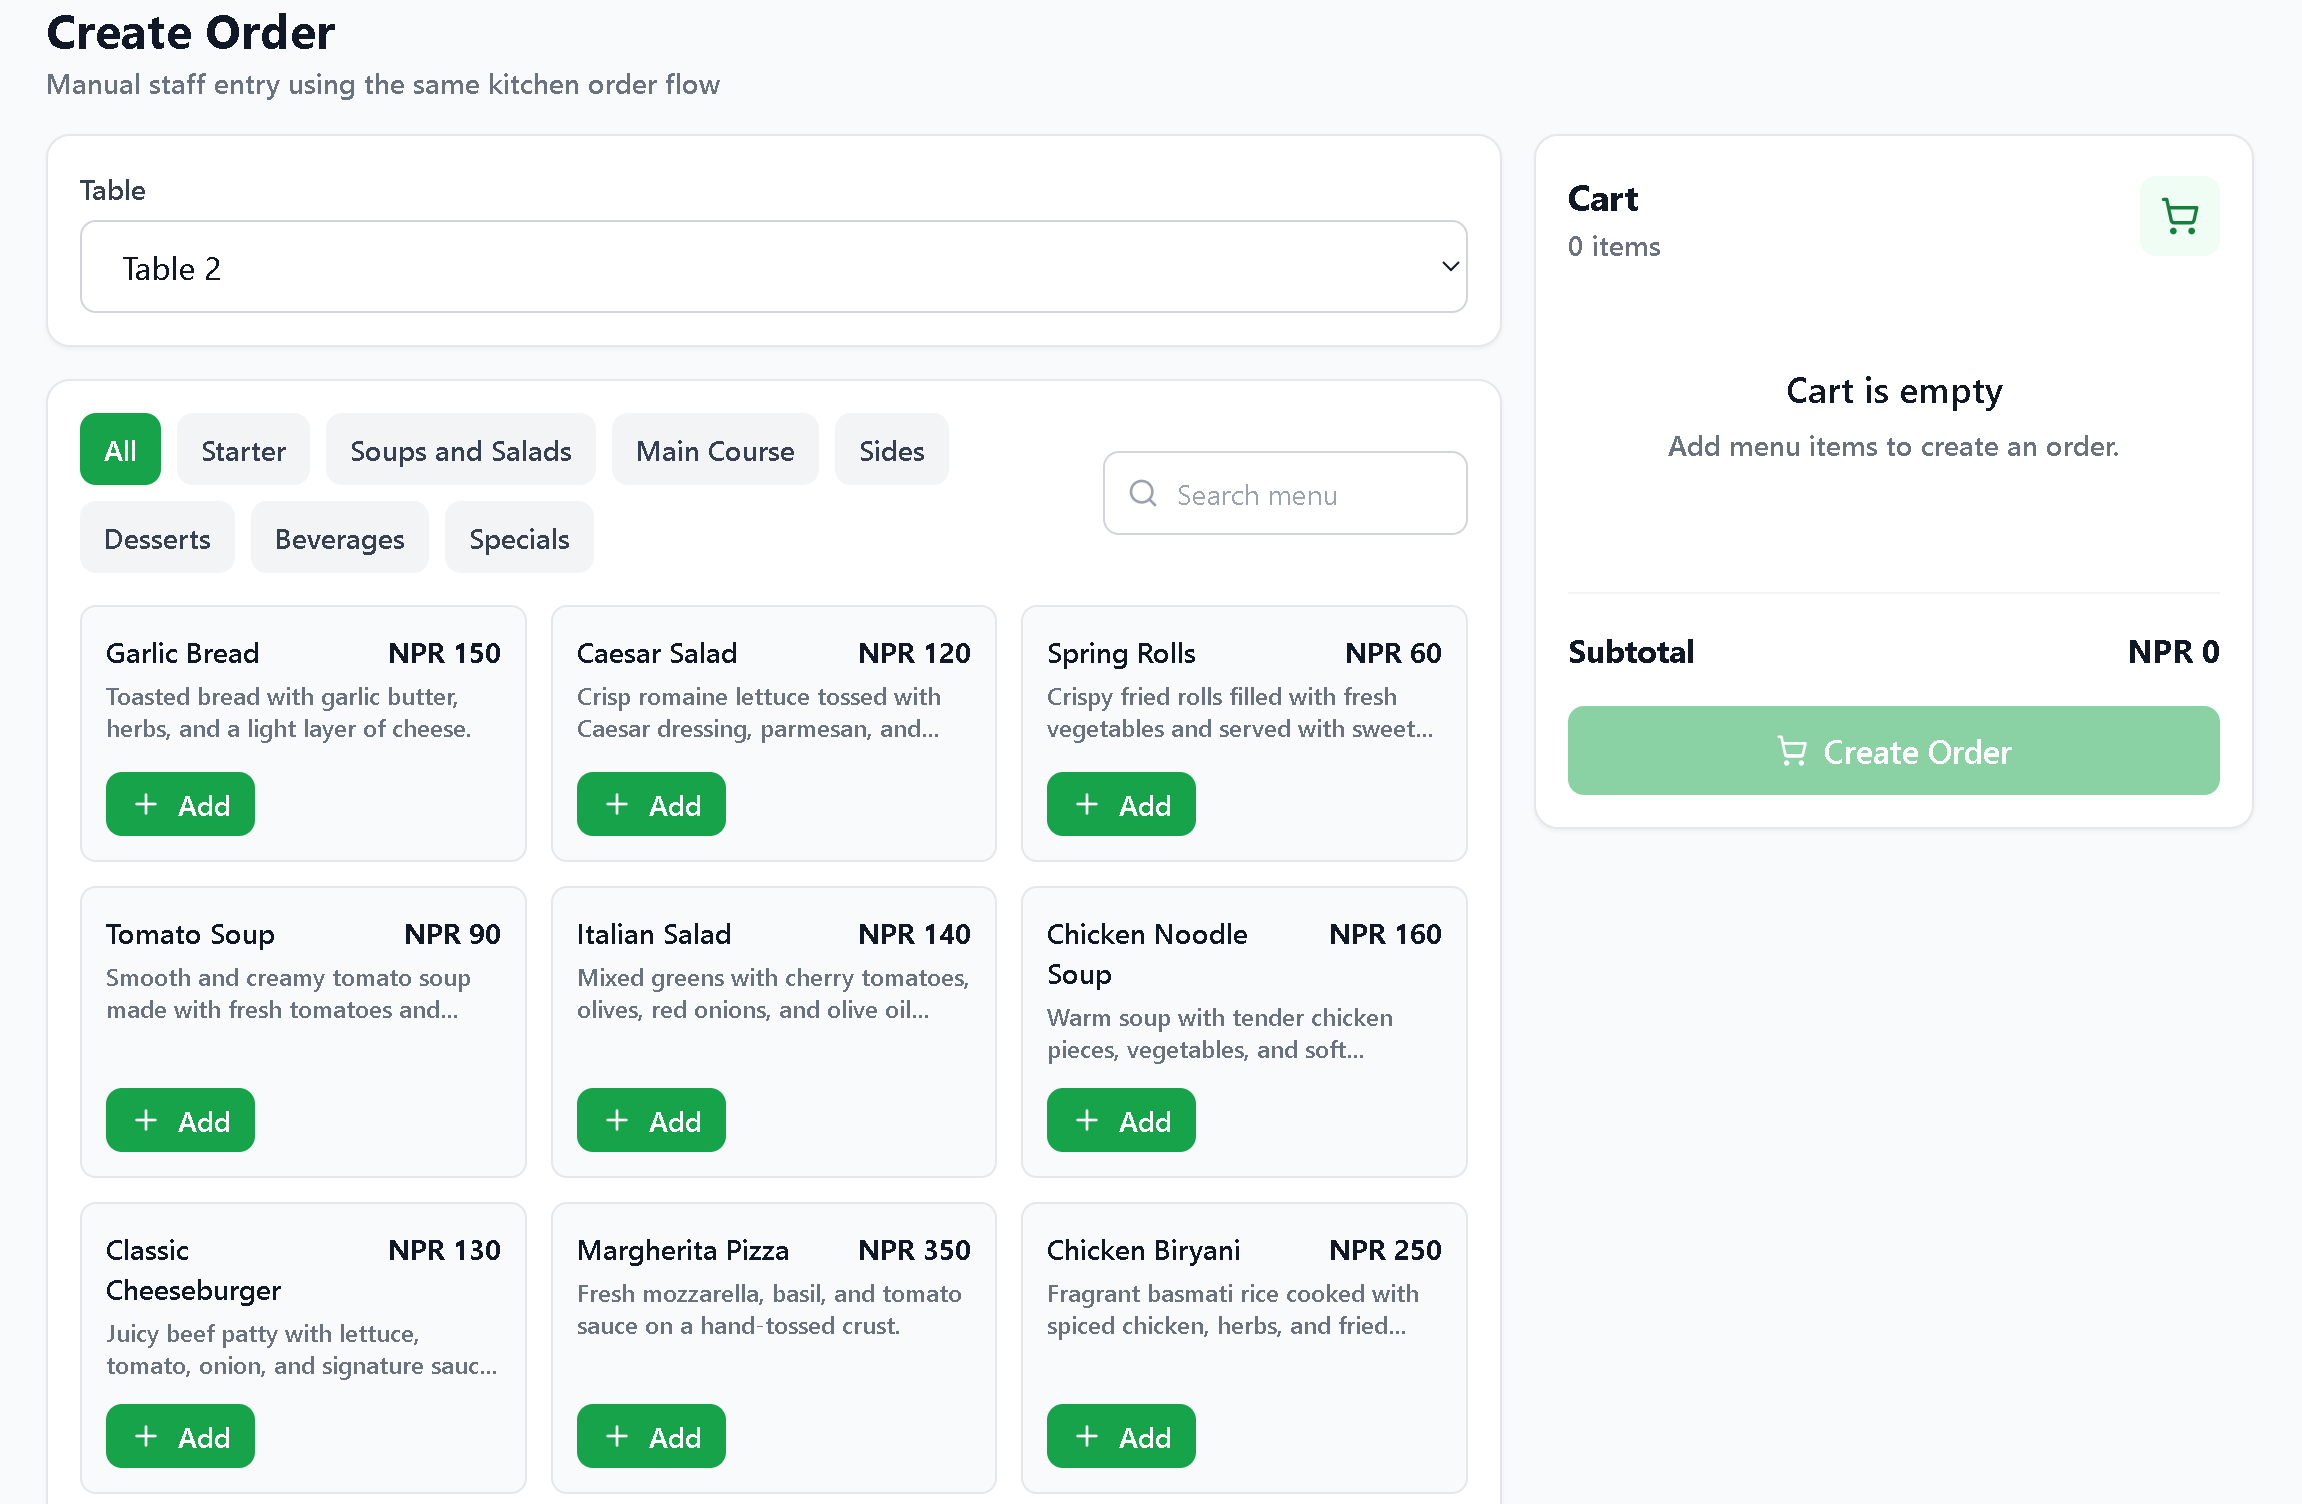 Create Order
Manual staff entry using the same kitchen order flow
Table
Table 2
All
Starter
Soups and Salads
Main Course
Sides
Desserts
Beverages
Specials
Search menu
Garlic Bread
NPR 150
Toasted bread with garlic butter,
herbs, and a light layer of cheese.
Add
Caesar Salad
NPR 120
Crisp romaine lettuce tossed with
Caesar dressing, parmesan, and...
Add
Spring Rolls
NPR 60
Crispy fried rolls filled with fresh
vegetables and served with sweet...
Add
Tomato Soup
NPR 90
Smooth and creamy tomato soup
made with fresh tomatoes and...
Add
Italian Salad
NPR 140
Mixed greens with cherry tomatoes,
olives, red onions, and olive oil...
Add
Chicken Noodle
Soup
NPR 160
Warm soup with tender chicken
pieces, vegetables, and soft...
Add
Classic
Cheeseburger
NPR 130
Juicy beef patty with lettuce,
tomato, onion, and signature sauc...
Add
Margherita Pizza
NPR 350
Fresh mozzarella, basil, and tomato
sauce on a hand-tossed crust.
Add
Chicken Biryani
NPR 250
Fragrant basmati rice cooked with
spiced chicken, herbs, and fried...
Add
Cart
0 items
Cart is empty
Add menu items to create an order.
Subtotal
NPR 0
Create Order